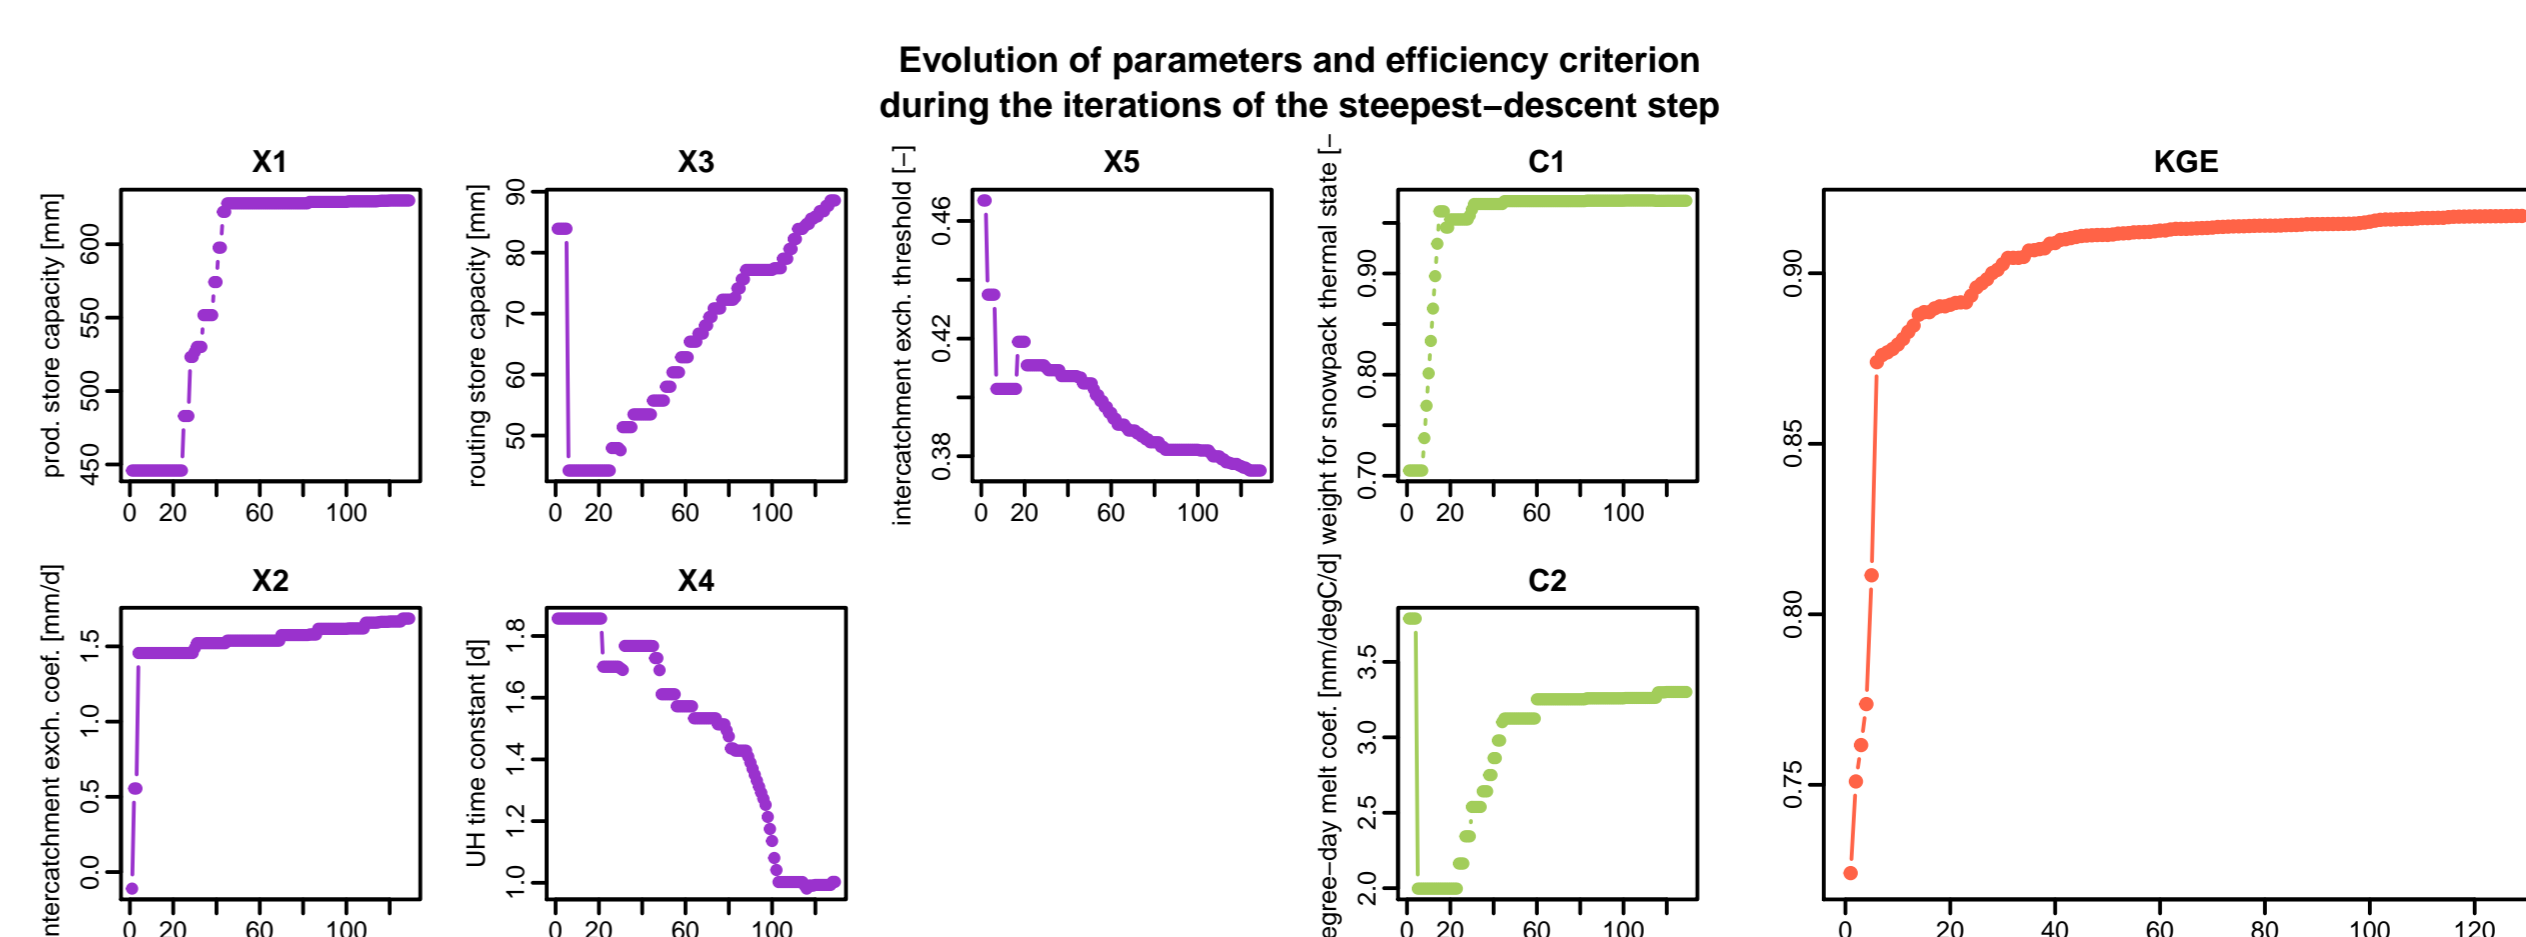 Evolution of parameters and efficiency criterion
during the iterations of the steepest−descent step
X1
prod. store capacity [mm]
450 500 550 600
0 20 60 100
X3
routing store capacity [mm]
50 60 70 80 90
0 20 60 100
X5
intercatchment exch. threshold [−]
0.38 0.42 0.46
0 20 60 100
C1
weight for snowpack thermal state [−
0.70 0.80 0.90
0 20 60 100
KGE
0.75 0.80 0.85 0.90
0 20 40 60 80 100 120
X2
ntercatchment exch. coef. [mm/d]
0.0 0.5 1.0 1.5
0 20 60 100
X4
UH time constant [d]
1.0 1.2 1.4 1.6 1.8
0 20 60 100
C2
egree−day melt coef. [mm/degC/d]
2.0 2.5 3.0 3.5
0 20 60 100